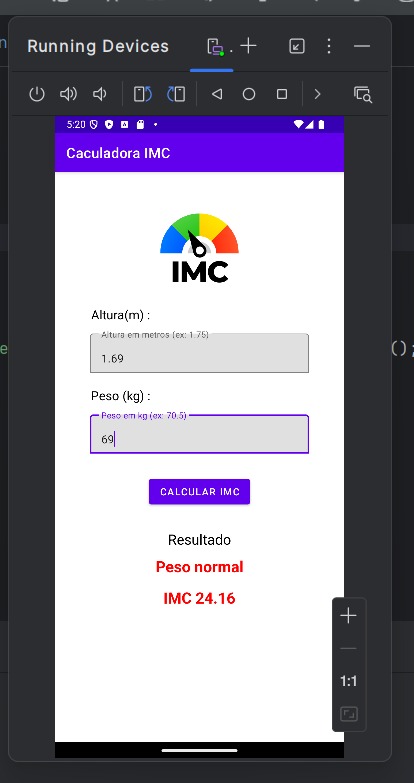 Running Devices
5:20
Caculadora IMC
IMC
Altura(m) :
Altura em metros (ex: 1.75)
1.69
Peso (kg) :
Peso em kg (ex: 70.5)
69
CALCULAR IMC
Resultado
Peso normal
IMC 24.16
1:1
();